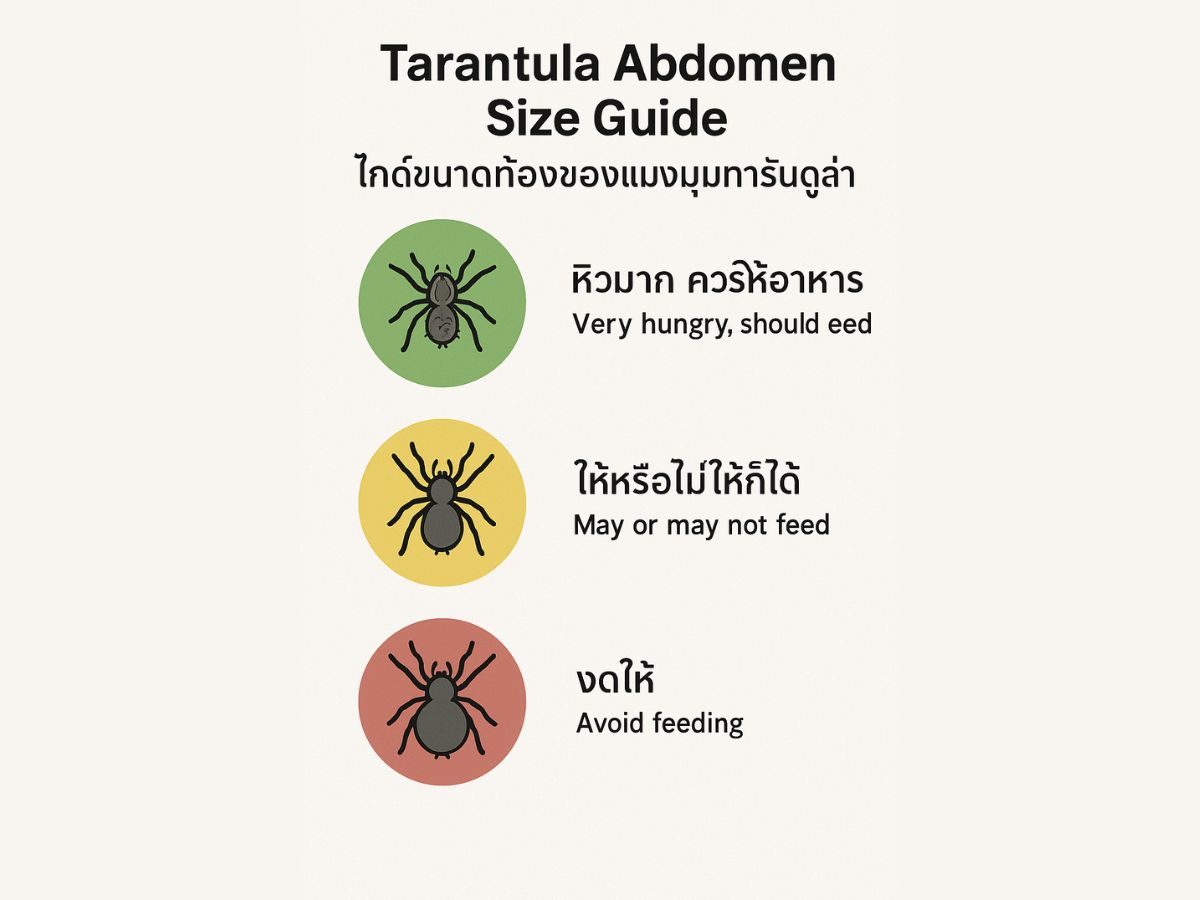 Tarantula Abdomen
Size Guide
ไกด์ขนาดท้องของแมงมุมทารันดูล่า
หิวมาก ควรให้อาหาร
Very hungry, should eed
ให้หรือไม่ให้ก็ได้
May or may not feed
งดให้
Avoid feeding